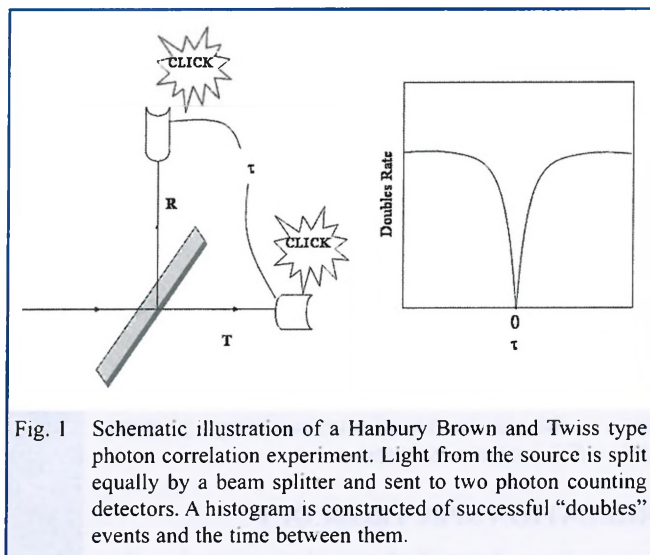 CLICK
τ
R
CLICK
T
Doubles Rate
0
τ
Fig. 1 Schematic illustration of a Hanbury Brown and Twiss type
photon correlation experiment. Light from the source is split
equally by a beam splitter and sent to two photon counting
detectors. A histogram is constructed of successful “doubles”
events and the time between them.